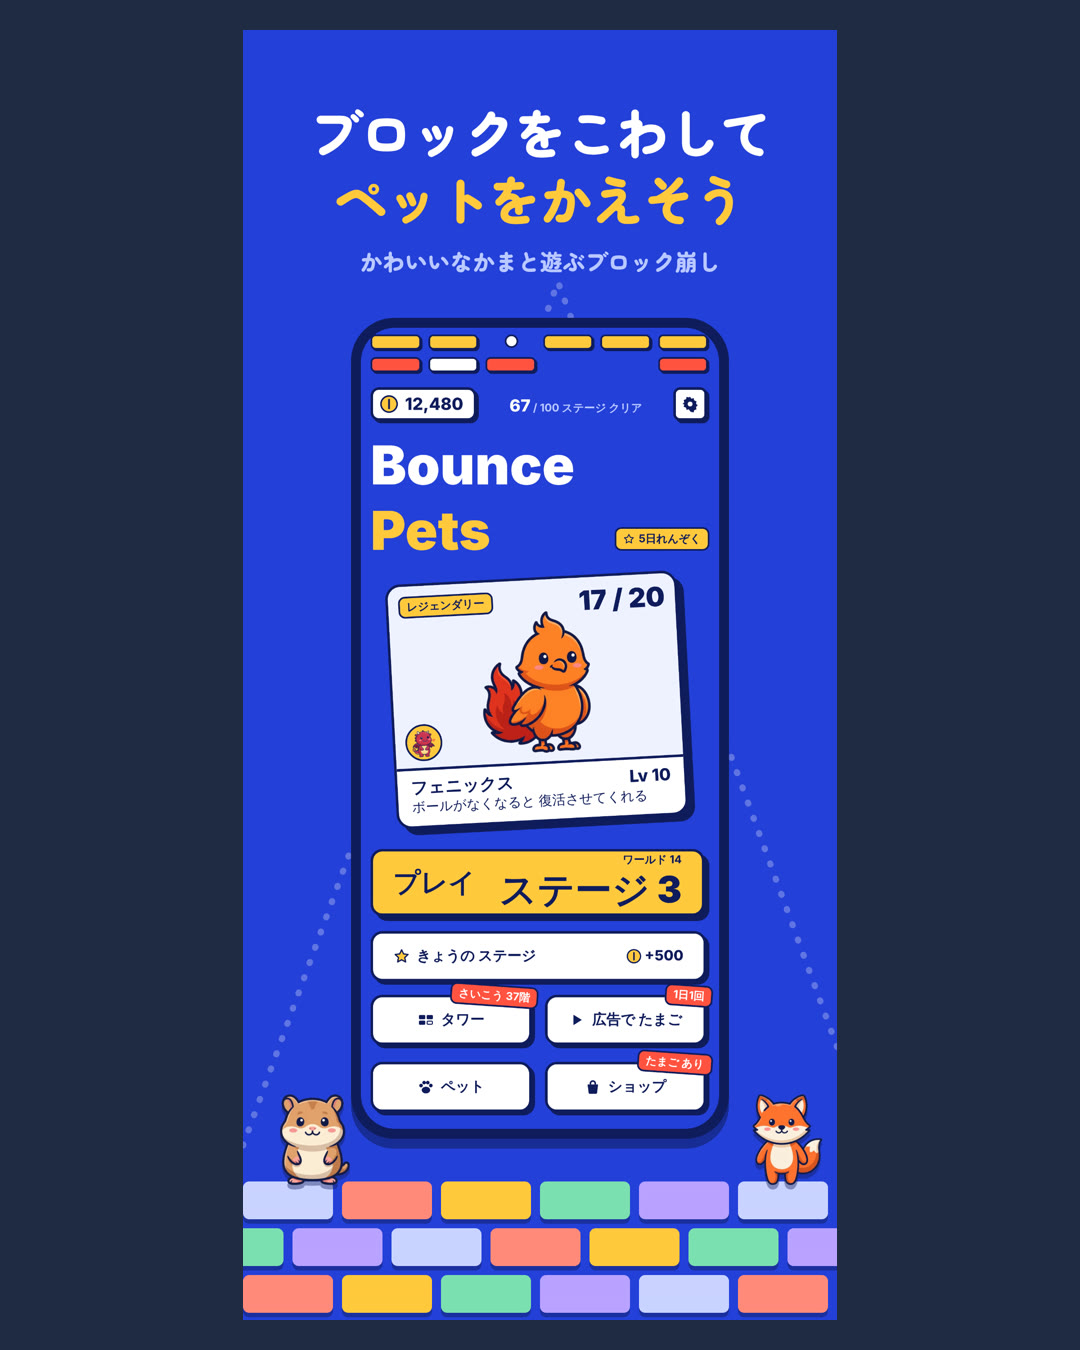 ブロックをこわして
ペットをかえそう
かわいいなかまと遊ぶブロック崩し
12,480
67 / 100 ステージ クリア
Bounce
Pets
5日れんぞく
レジェンダリー
17 / 20
フェニックス
Lv 10
ボールがなくなると 復活させてくれる
プレイ
ワールド 14
ステージ 3
きょうの ステージ
+500
さいこう 37階
タワー
1日1回
広告で たまご
ペット
たまご あり
ショップ